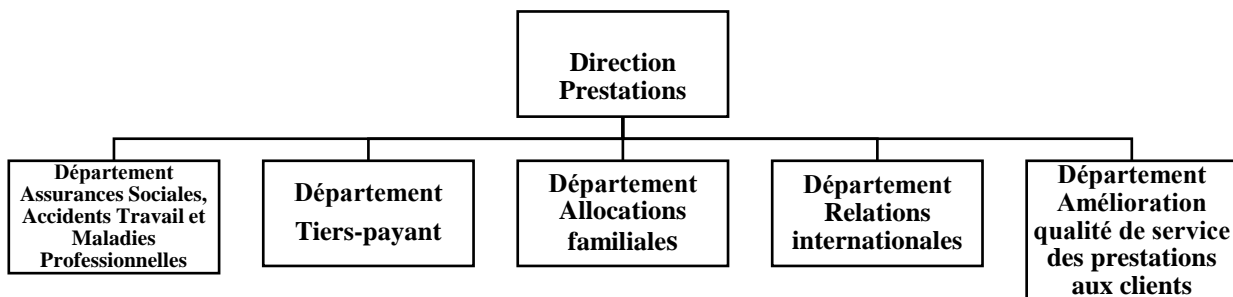 Direction
Prestations
Département
Assurances Sociales,
Accidents Travail et
Maladies
Professionnelles
Département
Tiers-payant
Département
Allocations
familiales
Département
Relations
internationales
Département
Amélioration
qualité de service
des prestations
aux clients